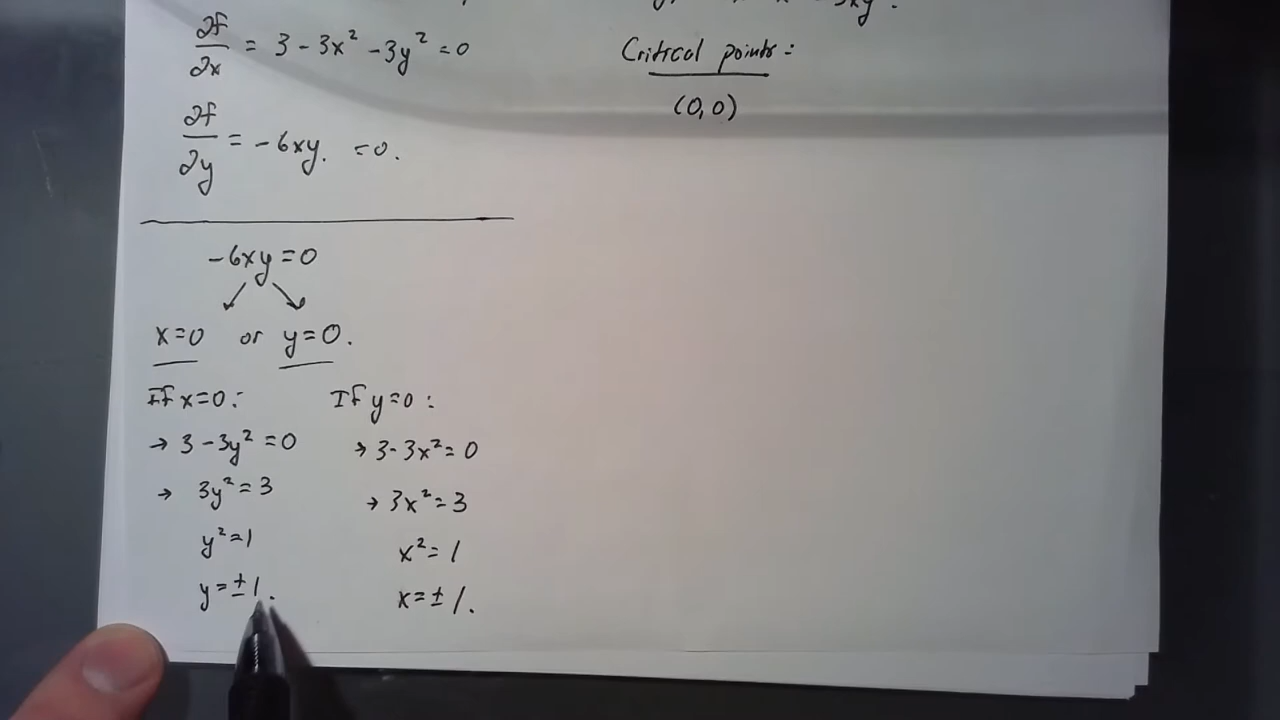 ∂f/∂x = 3 - 3x² - 3y² = 0
∂f/∂y = -6xy. = 0.
-6xy = 0
x=0 or y=0.
If x=0:
→ 3 - 3y² = 0
→ 3y² = 3
y² = 1
y = ± 1.
If y=0:
→ 3 - 3x² = 0
→ 3x² = 3
x² = 1
x = ± 1.
Critical points:
(0,0)